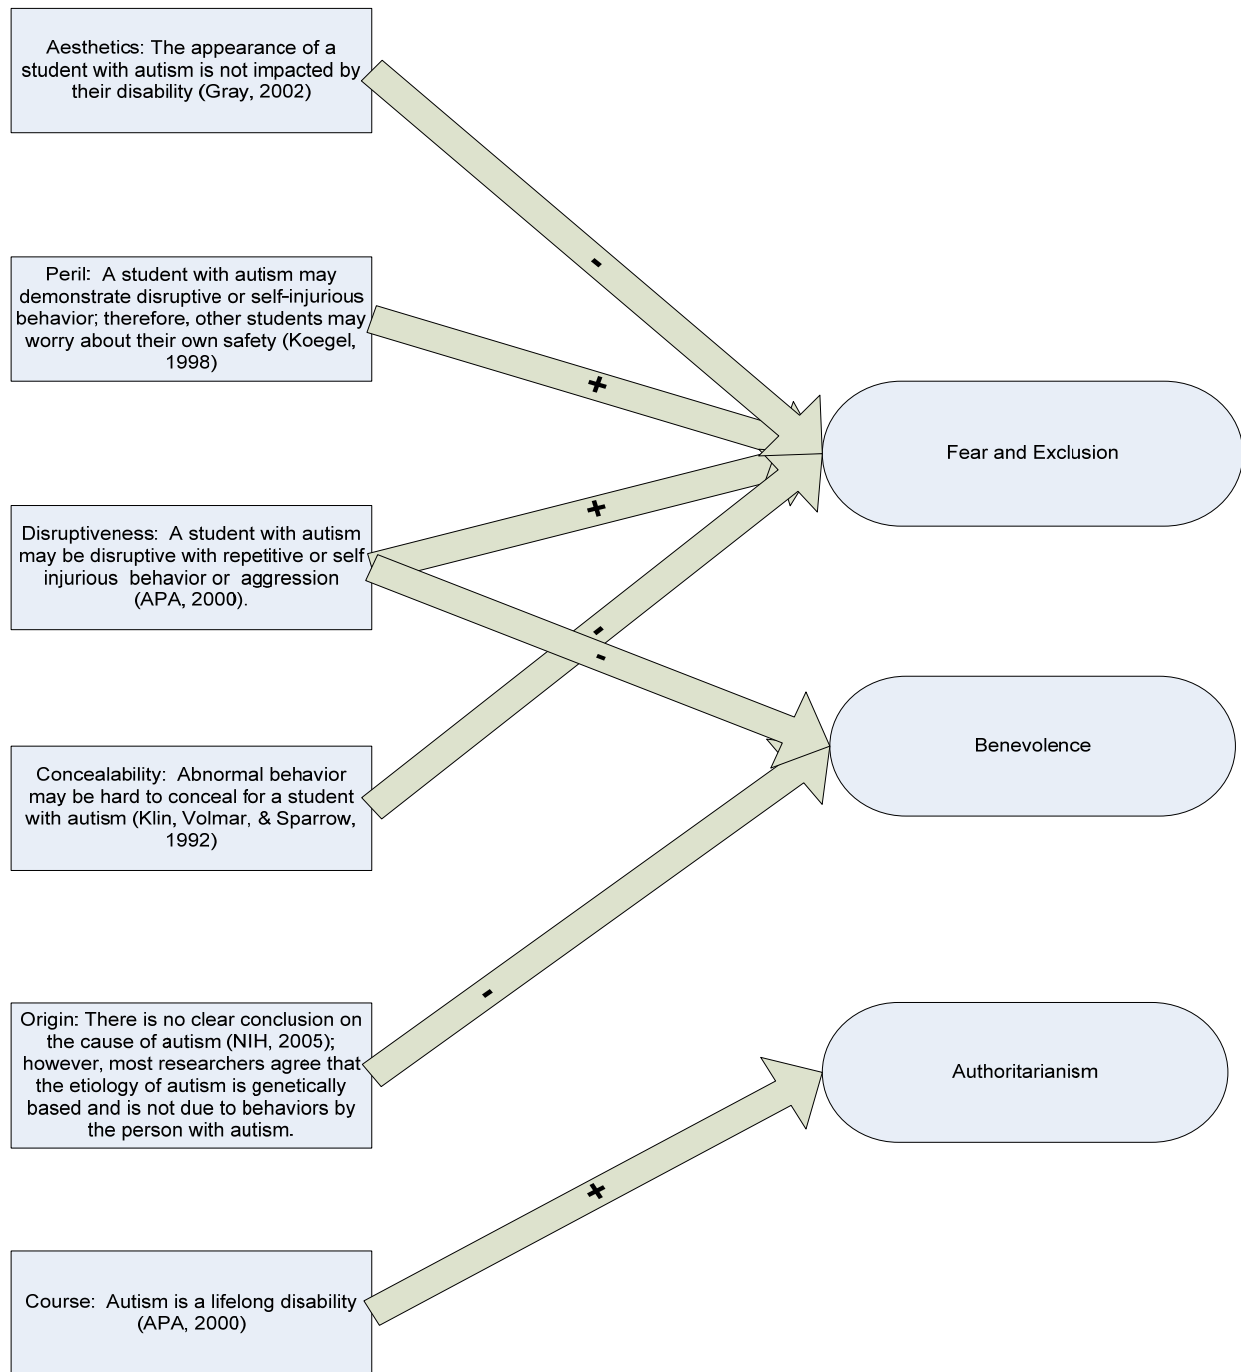 Aesthetics: The appearance of a
student with autism is not impacted by
their disability (Gray, 2002)
-
Peril:  A student with autism may
demonstrate disruptive or self-injurious
behavior; therefore, other students may
worry about their own safety (Koegel,
1998)
+
Fear and Exclusion
Disruptiveness:  A student with autism
may be disruptive with repetitive or self
injurious  behavior or  aggression
(APA, 2000).
+
-
-
Benevolence
Concealability:  Abnormal behavior
may be hard to conceal for a student
with autism (Klin, Volmar, & Sparrow,
1992)
-
Origin: There is no clear conclusion on
the cause of autism (NIH, 2005);
however, most researchers agree that
the etiology of autism is genetically
based and is not due to behaviors by
the person with autism.
Authoritarianism
+
Course:  Autism is a lifelong disability
(APA, 2000)